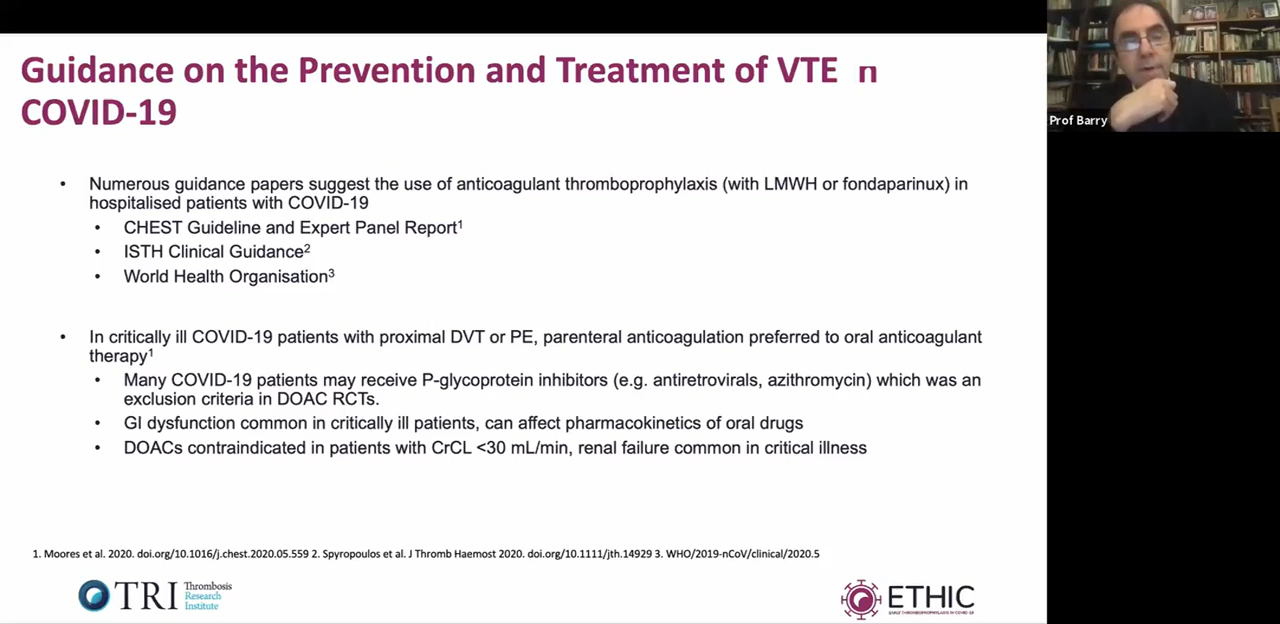 Guidance on the Prevention and Treatment of VTE n
COVID-19
Prof Barry
• Numerous guidance papers suggest the use of anticoagulant thromboprophylaxis (with LMWH or fondaparinux) in
hospitalised patients with COVID-19
• CHEST Guideline and Expert Panel Report¹
• ISTH Clinical Guidance²
• World Health Organisation³
• In critically ill COVID-19 patients with proximal DVT or PE, parenteral anticoagulation preferred to oral anticoagulant
therapy¹
• Many COVID-19 patients may receive P-glycoprotein inhibitors (e.g. antiretrovirals, azithromycin) which was an
exclusion criteria in DOAC RCTs.
• GI dysfunction common in critically ill patients, can affect pharmacokinetics of oral drugs
• DOACs contraindicated in patients with CrCL <30 mL/min, renal failure common in critical illness
1. Moores et al. 2020. doi.org/10.1016/j.chest.2020.05.559 2. Spyropoulos et al. J Thromb Haemost 2020. doi.org/10.1111/jth.14929 3. WHO/2019-nCoV/clinical/2020.5
TRI Thrombosis
Research
Institute
ETHIC
EARLY THROMBOPROPHYLAXIS IN COVID-19